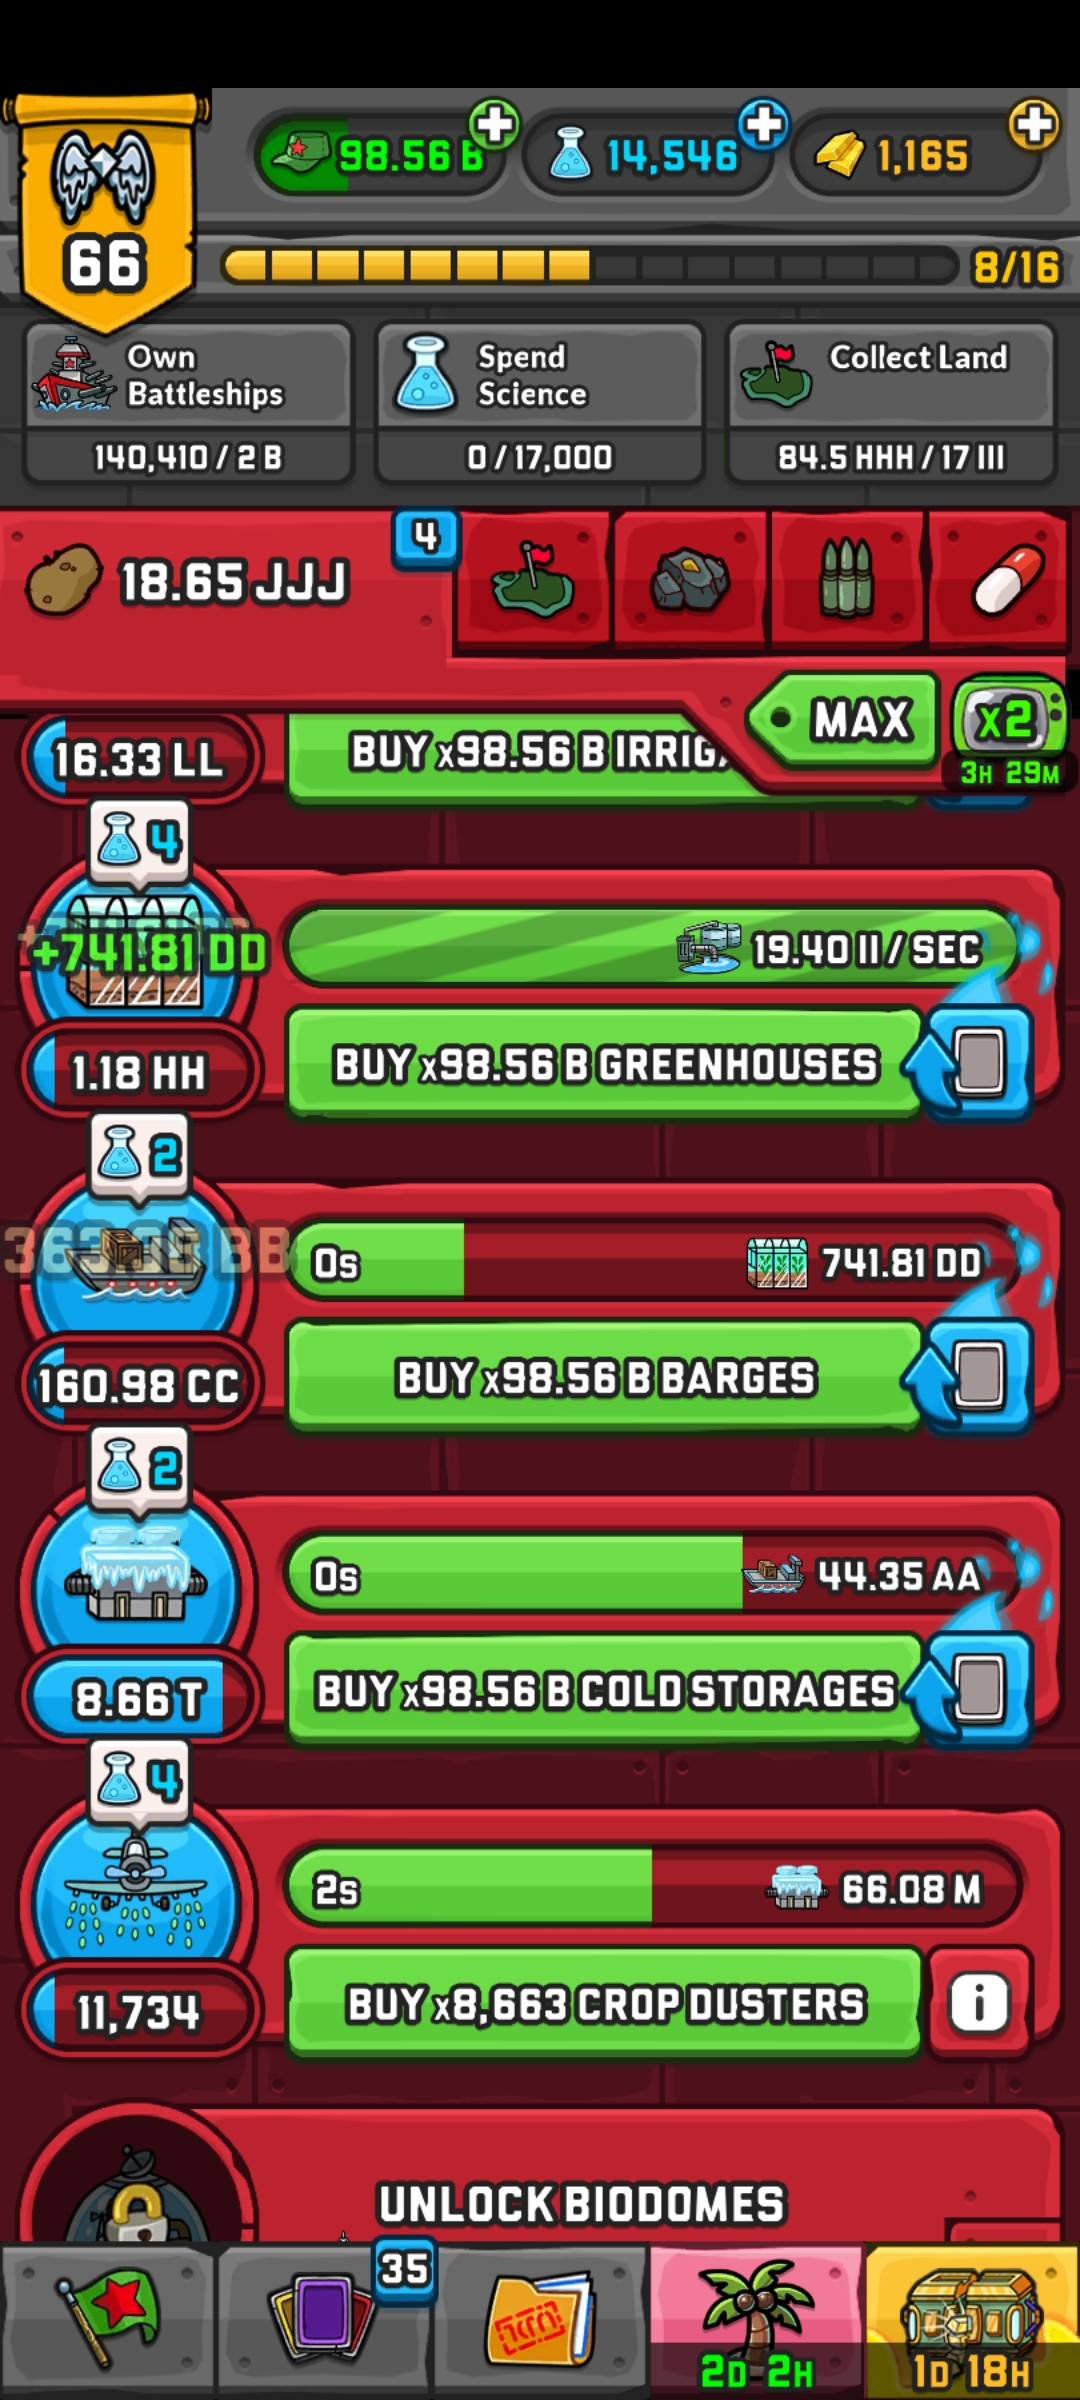 98.56 B
14,546
1,165
66
8/16
Own
Battleships
140,410 / 2 B
Spend
Science
0 / 17,000
Collect Land
84.5 HHH / 17 III
18.65 JJJ
4
MAX
x2
3H 29M
16.33 LL
BUY x98.56 B
4
+741.81 DD
19.40 II / SEC
1.18 HH
BUY x98.56 B GREENHOUSES
2
BB
0s
741.81 DD
160.98 CC
BUY x98.56 B BARGES
2
0s
44.35 AA
8.66 T
BUY x98.56 B COLD STORAGES
4
2s
66.08 M
11,734
BUY x8,663 CROP DUSTERS
i
UNLOCK BIODOMES
35
2D 2H
1D 18H